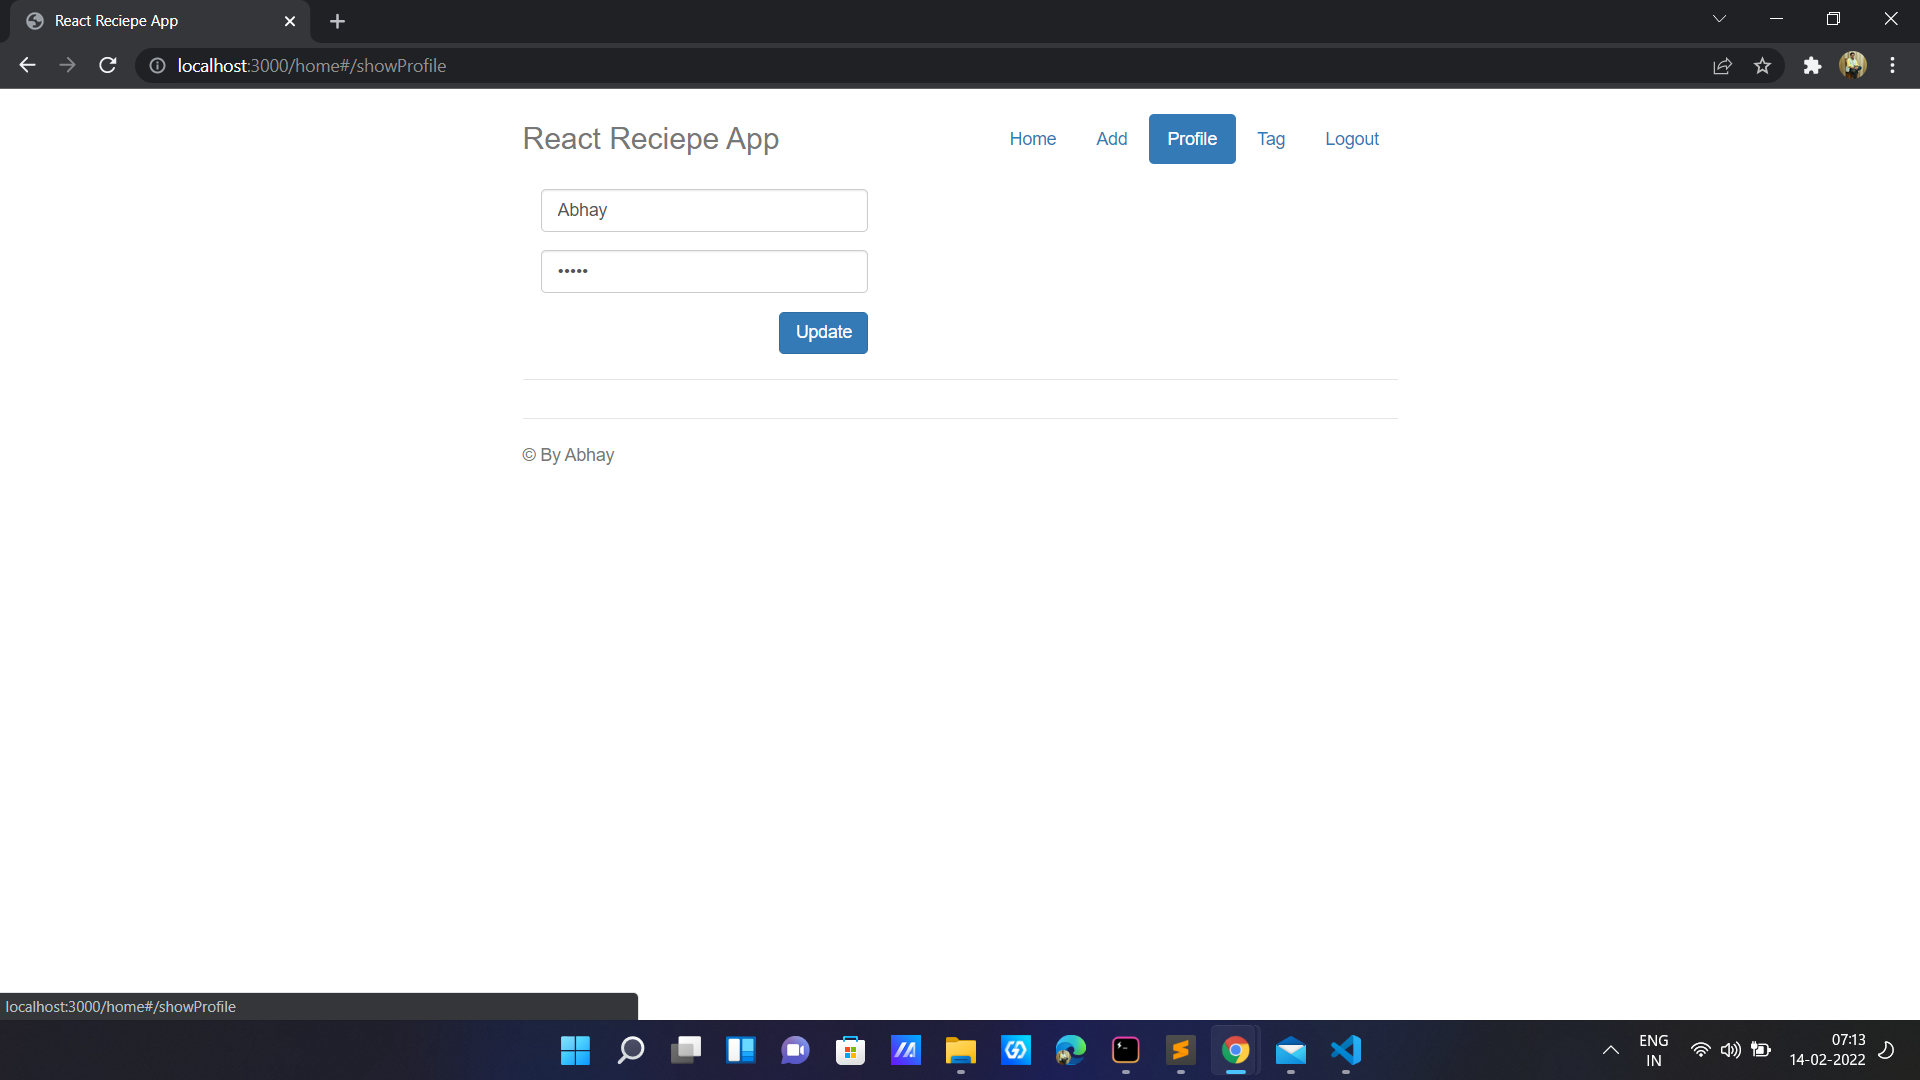 React Reciepe App
localhost:3000/home#/showProfile
React Reciepe App
Home Add Profile Tag Logout
Abhay
•••••
Update
© By Abhay
localhost:3000/home#/showProfile
ENG
IN
07:13
14-02-2022